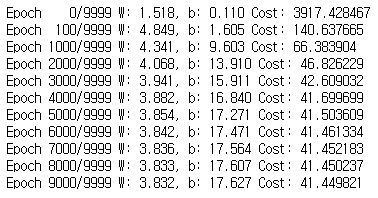 Epoch    0/9999 W: 1.518, b: 0.110 Cost: 3917.428467
Epoch  100/9999 W: 4.849, b: 1.605 Cost: 140.637665
Epoch 1000/9999 W: 4.341, b: 9.603 Cost: 66.383904
Epoch 2000/9999 W: 4.068, b: 13.910 Cost: 46.826229
Epoch 3000/9999 W: 3.941, b: 15.911 Cost: 42.609032
Epoch 4000/9999 W: 3.882, b: 16.840 Cost: 41.699699
Epoch 5000/9999 W: 3.854, b: 17.271 Cost: 41.503609
Epoch 6000/9999 W: 3.842, b: 17.471 Cost: 41.461334
Epoch 7000/9999 W: 3.836, b: 17.564 Cost: 41.452183
Epoch 8000/9999 W: 3.833, b: 17.607 Cost: 41.450237
Epoch 9000/9999 W: 3.832, b: 17.627 Cost: 41.449821